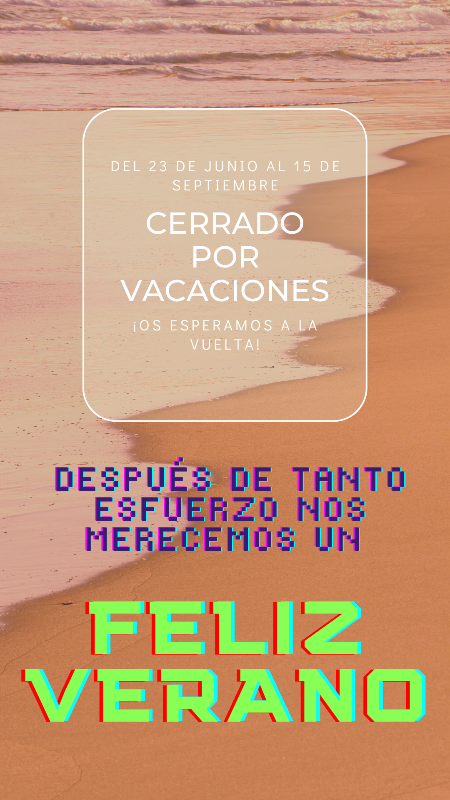 DEL 23 DE JUNIO AL 15 DE
SEPTIEMBRE
CERRADO
POR
VACACIONES
¡OS ESPERAMOS A LA
VUELTA!
DESPUÉS DE TANTO
ESFUERZO NOS
MERECEMOS UN
FELIZ
VERANO